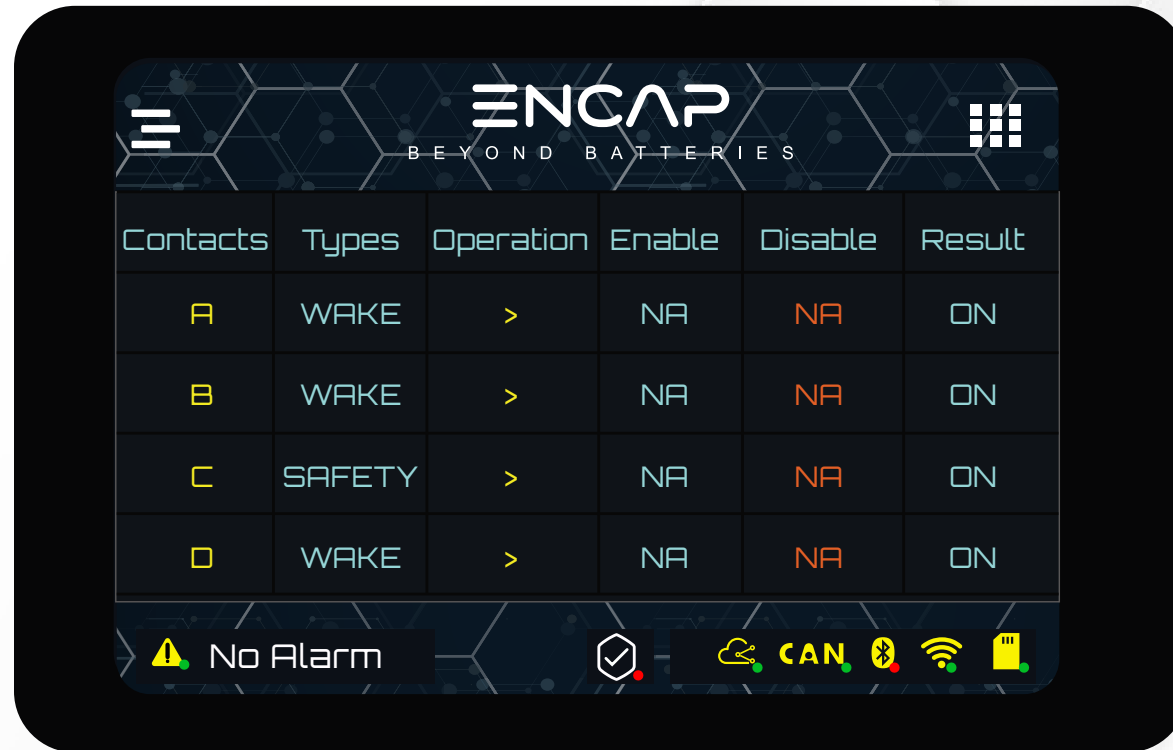 ENCAP
BEYOND BATTERIES
Contacts Types Operation Enable Disable Result
A WAKE > NA NA ON
B WAKE > NA NA ON
C SAFETY > NA NA ON
D WAKE > NA NA ON
No Alarm CAN